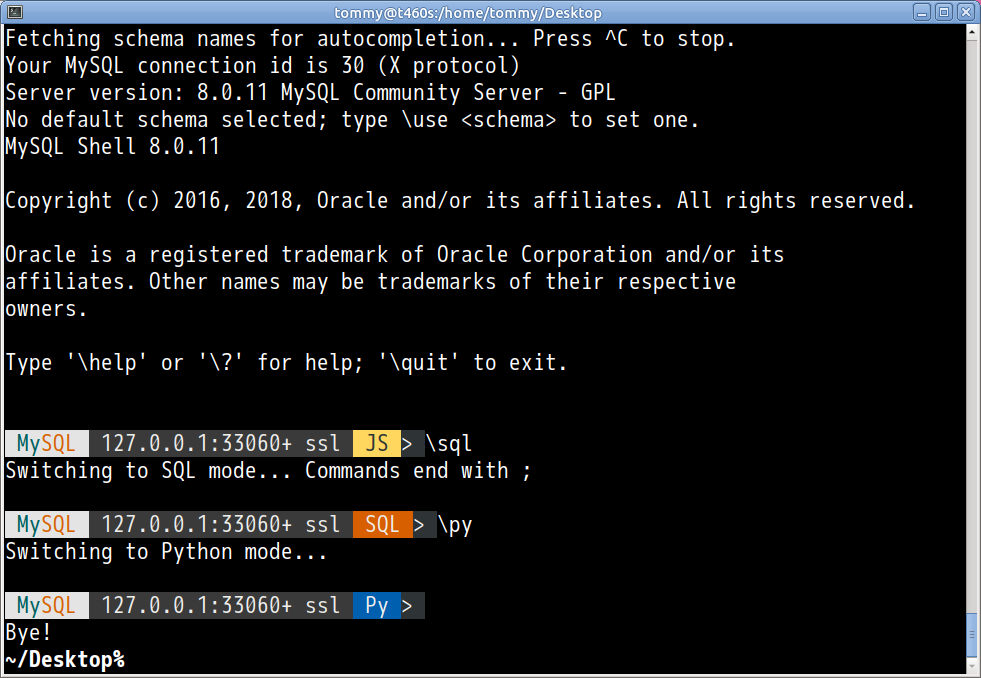 tommy@t460s:/home/tommy/Desktop
Fetching schema names for autocompletion... Press ^C to stop.
Your MySQL connection id is 30 (X protocol)
Server version: 8.0.11 MySQL Community Server - GPL
No default schema selected; type \use <schema> to set one.
MySQL Shell 8.0.11
Copyright (c) 2016, 2018, Oracle and/or its affiliates. All rights reserved.
Oracle is a registered trademark of Oracle Corporation and/or its
affiliates. Other names may be trademarks of their respective
owners.
Type '\help' or '\?' for help; '\quit' to exit.
MySQL 127.0.0.1:33060+ ssl JS > \sql
Switching to SQL mode... Commands end with ;
MySQL 127.0.0.1:33060+ ssl SQL > \py
Switching to Python mode...
MySQL 127.0.0.1:33060+ ssl Py >
Bye!
~/Desktop%